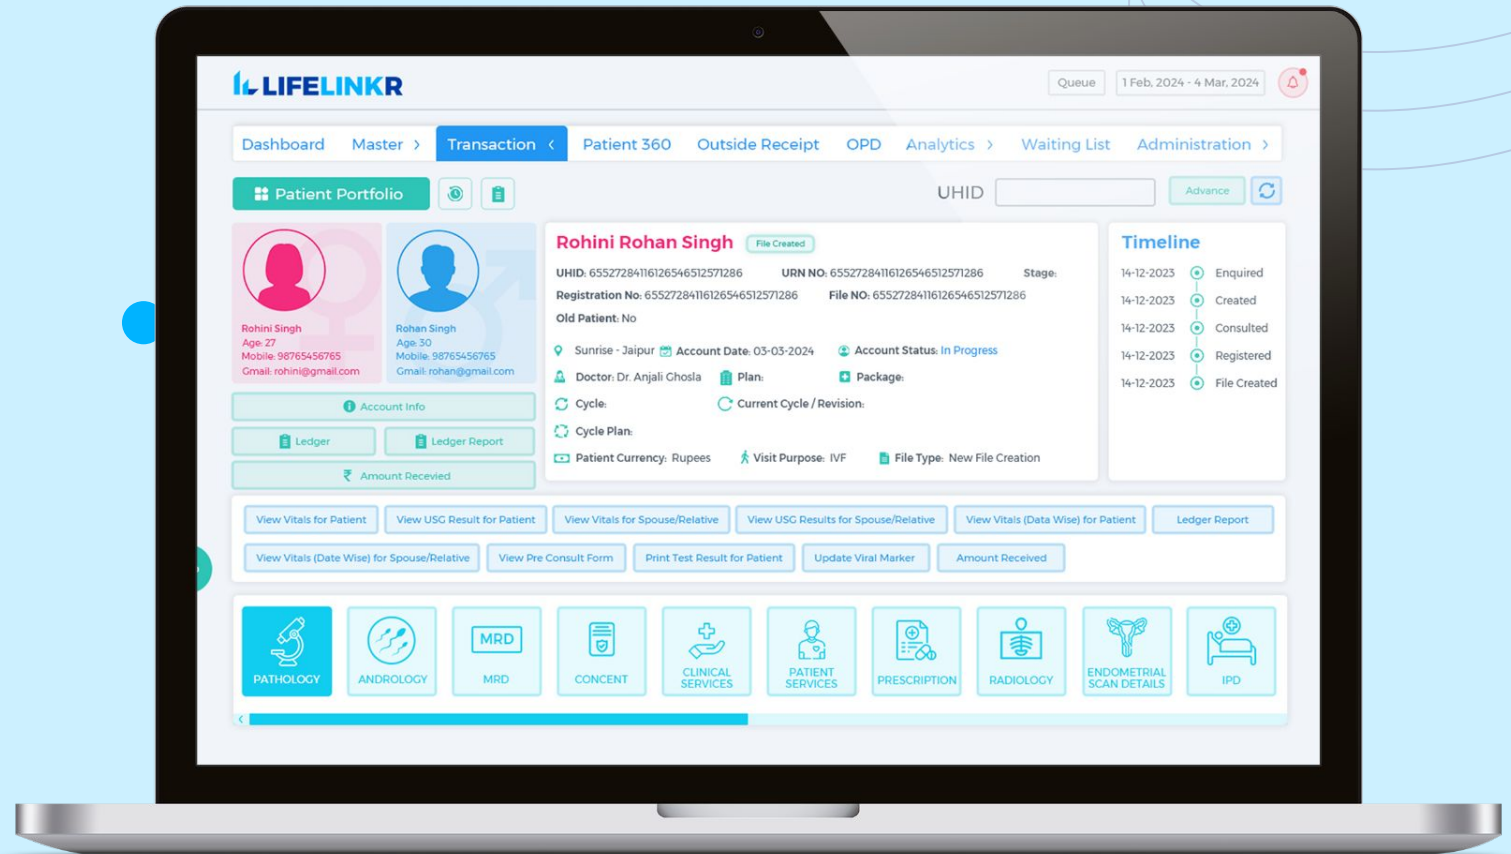 LIFELINKR
Queue
1 Feb, 2024 - 4 Mar, 2024
Dashboard
Master >
Transaction <
Patient 360
Outside Receipt
OPD
Analytics >
Waiting List
Administration >
Patient Portfolio
UHID
Advance
Rohini Singh
Age: 27
Mobile: 98765456765
Gmail: rohini@gmail.com
Rohan Singh
Age: 30
Mobile: 98765456765
Gmail: rohan@gmail.com
Account Info
Ledger
Ledger Report
₹ Amount Recevied
Rohini Rohan Singh File Created
UHID: 65527284116126546512571286 URN NO: 65527284116126546512571286 Stage:
Registration No: 65527284116126546512571286 File NO: 65527284116126546512571286
Old Patient: No
Sunrise - Jaipur Account Date: 03-03-2024 Account Status: In Progress
Doctor: Dr. Anjali Ghosla Plan: Package:
Cycle: Current Cycle / Revision:
Cycle Plan:
Patient Currency: Rupees Visit Purpose: IVF File Type: New File Creation
Timeline
14-12-2023 Enquired
14-12-2023 Created
14-12-2023 Consulted
14-12-2023 Registered
14-12-2023 File Created
View Vitals for Patient
View USG Result for Patient
View Vitals for Spouse/Relative
View USG Results for Spouse/Relative
View Vitals (Data Wise) for Patient
Ledger Report
View Vitals (Date Wise) for Spouse/Relative
View Pre Consult Form
Print Test Result for Patient
Update Viral Marker
Amount Received
PATHOLOGY
ANDROLOGY
MRD
MRD
CONCENT
CLINICAL
SERVICES
PATIENT
SERVICES
PRESCRIPTION
RADIOLOGY
ENDOMETRIAL
SCAN DETAILS
IPD